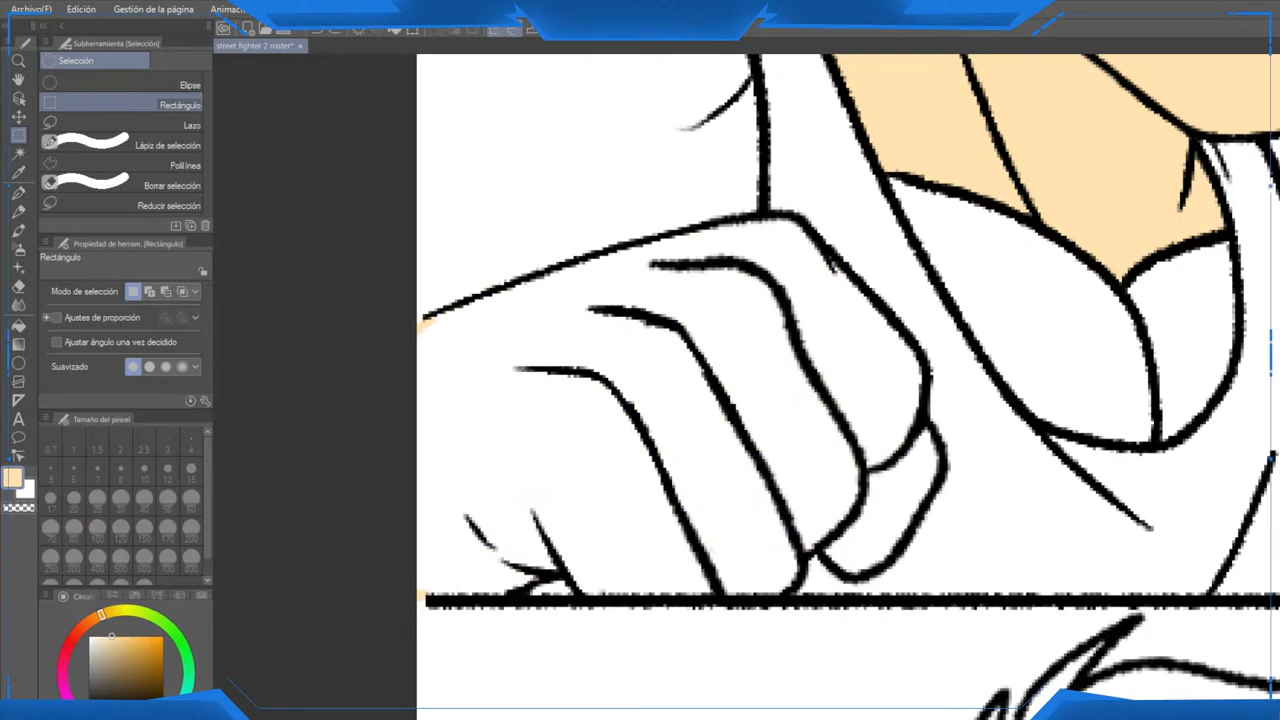 Archivo(F) Edición Gestión de la página Animació
Subherramienta [Selección]
street fighter 2 roster*
Selección
Elipse
Rectángulo
Lazo
Lápiz de selección
Polilínea
Borrar selección
Reducir selección
Propiedad de herram. [Rectángulo]
Rectángulo
Modo de selección
Ajustes de proporción
Ajustar ángulo una vez decidido
Suavizado
Tamaño del pincel
0.7 1 1.5 2 2.5 3 4
5 6 7 8 10 12 15
17 20 25 30 40 50 60
70 80 100 120 150 170 200
250 300 400 500 600 700 800
Círculo